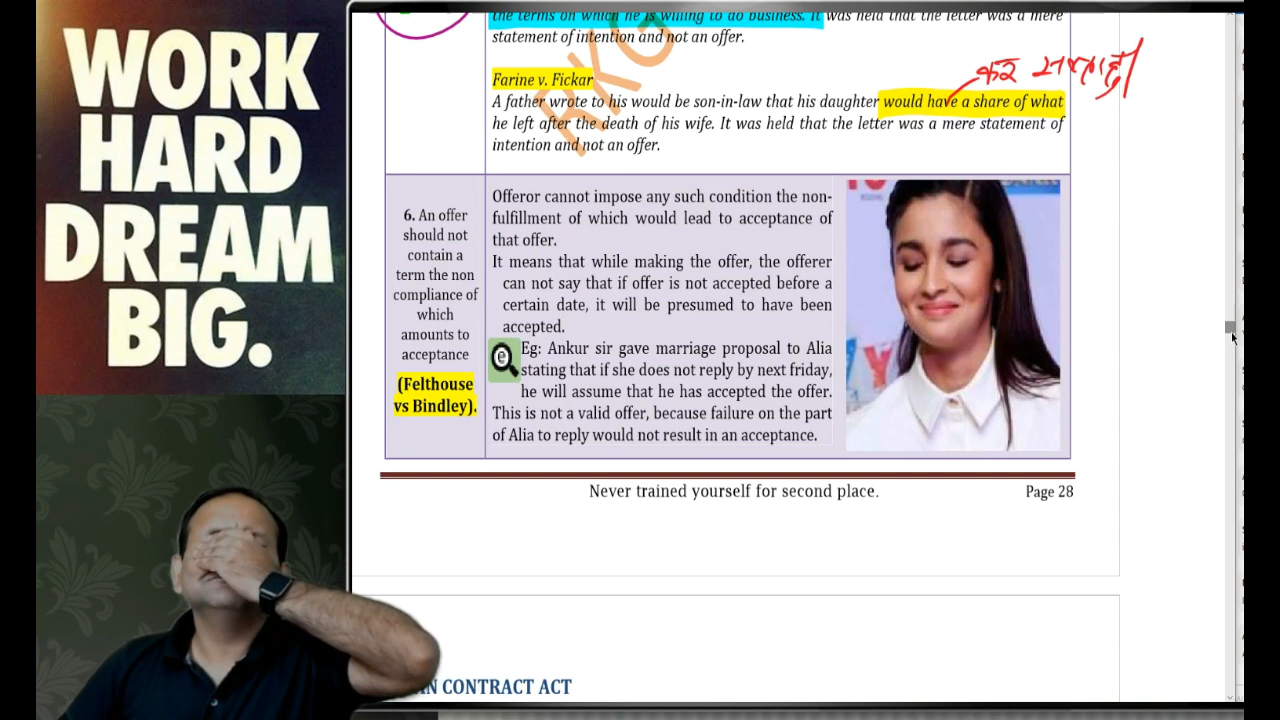 WORK
HARD
DREAM
BIG.
the terms on which he is willing to do business. It was held that the letter was a mere
statement of intention and not an offer.
Farine v. Fickar
कर सकता हूँ
A father wrote to his would be son-in-law that his daughter would have a share of what
he left after the death of his wife. It was held that the letter was a mere statement of
intention and not an offer.
RKG
6. An offer
should not
contain a
term the non
compliance of
which
amounts to
acceptance
(Felthouse
vs Bindley).
Offeror cannot impose any such condition the non-
fulfillment of which would lead to acceptance of
that offer.
It means that while making the offer, the offerer
can not say that if offer is not accepted before a
certain date, it will be presumed to have been
accepted.
Eg: Ankur sir gave marriage proposal to Alia
stating that if she does not reply by next friday,
he will assume that he has accepted the offer.
This is not a valid offer, because failure on the part
of Alia to reply would not result in an acceptance.
Never trained yourself for second place.
Page 28
CONTRACT ACT